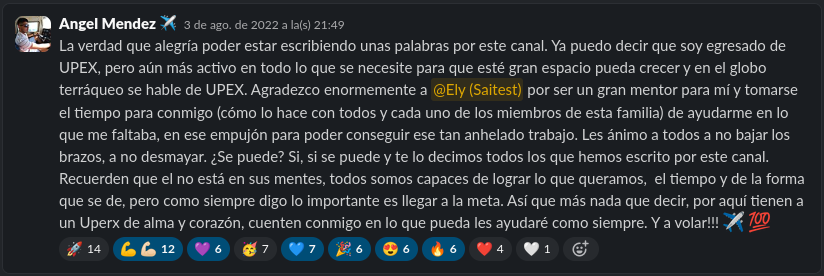 Angel Mendez ✈️ 3 de ago. de 2022 a la(s) 21:49
La verdad que alegría poder estar escribiendo unas palabras por este canal. Ya puedo decir que soy egresado de
UPEX, pero aún más activo en todo lo que se necesite para que esté gran espacio pueda crecer y en el globo
terráqueo se hable de UPEX. Agradezco enormemente a @Ely (Saitest) por ser un gran mentor para mí y tomarse
el tiempo para conmigo (cómo lo hace con todos y cada uno de los miembros de esta familia) de ayudarme en lo
que me faltaba, en ese empujón para poder conseguir ese tan anhelado trabajo. Les ánimo a todos a no bajar los
brazos, a no desmayar. ¿Se puede? Si, si se puede y te lo decimos todos los que hemos escrito por este canal.
Recuerden que el no está en sus mentes, todos somos capaces de lograr lo que queramos,  el tiempo y de la forma
que se de, pero como siempre digo lo importante es llegar a la meta. Así que más nada que decir, por aquí tienen a
un Uperx de alma y corazón, cuenten conmigo en lo que pueda les ayudaré como siempre. Y a volar!!! ✈️ 💯
🚀 14 💪💪🏻 12 💜 6 🥳 7 💙 7 🎉 6 😍 6 🔥 6 ❤️ 4 🤍 1